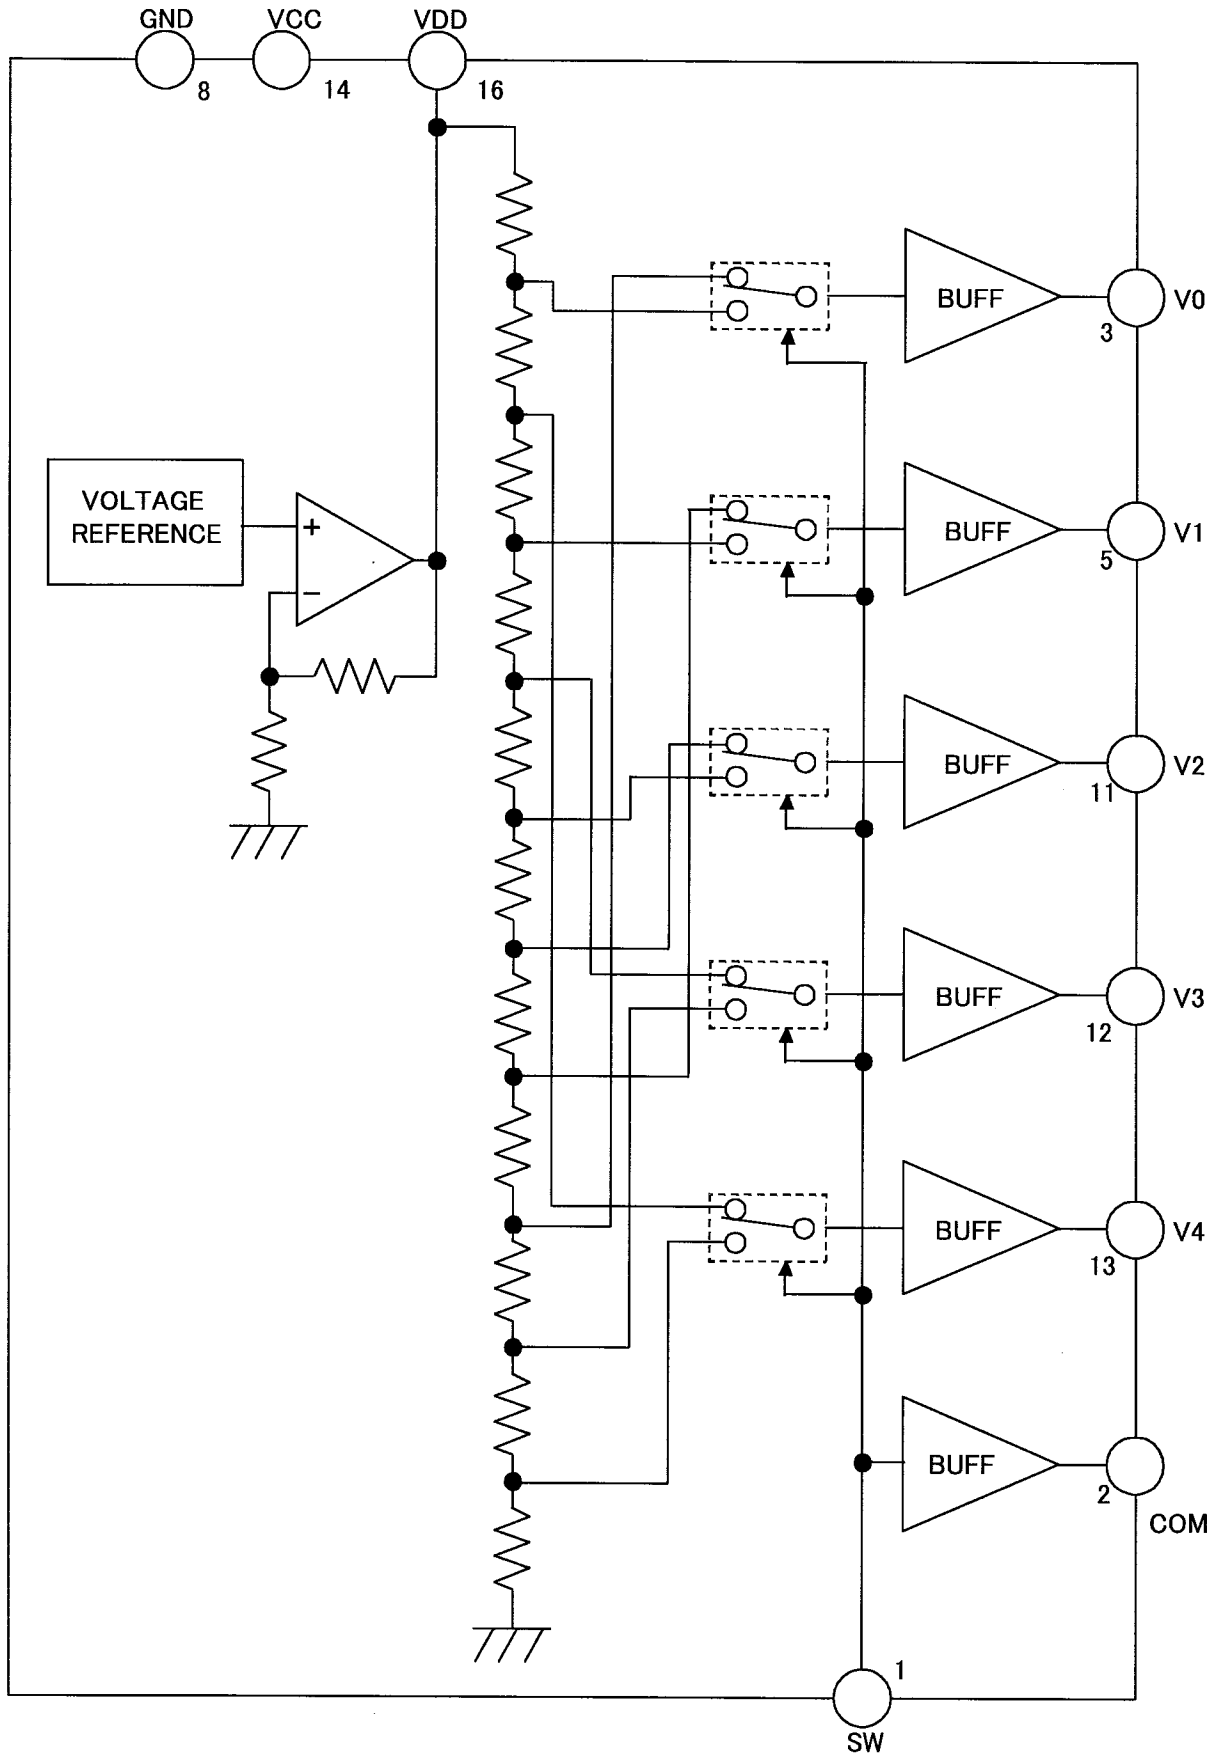 GND
VCC
VDD
8
14
16
BUFF
V0
3
VOLTAGE
REFERENCE
+
−
BUFF
V1
5
BUFF
V2
11
BUFF
V3
12
BUFF
V4
13
BUFF
2
COM
1
SW